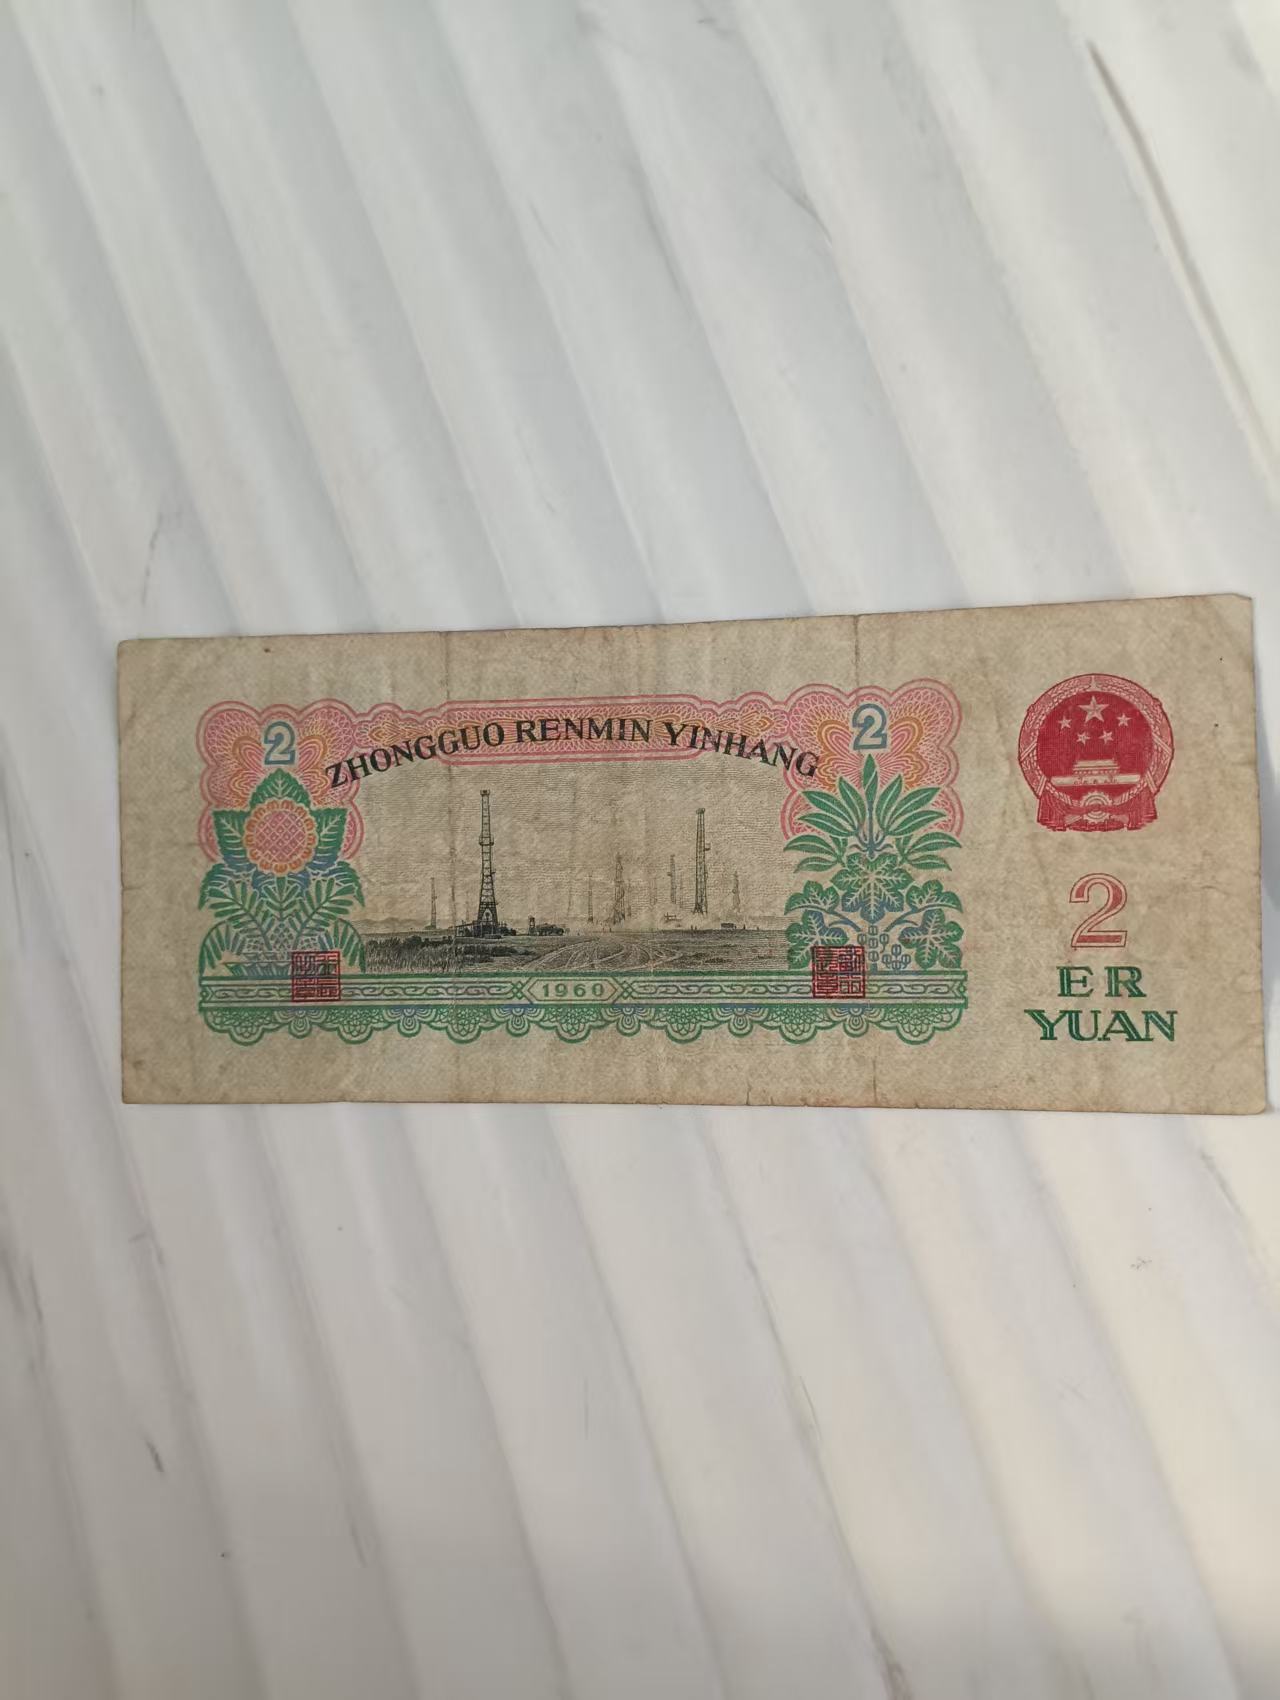 2
2
ZHONGGUO RENMIN YINHANG
1960
2
ER
YUAN